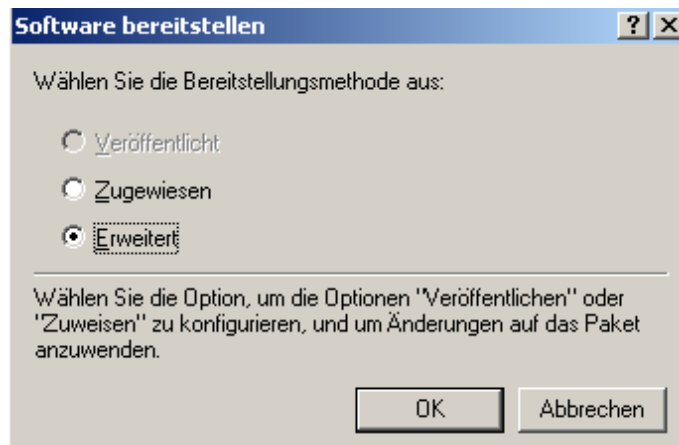 Software bereitstellen
Wählen Sie die Bereitstellungsmethode aus:
Veröffentlicht
Zugewiesen
Erweitert
Wählen Sie die Option, um die Optionen "Veröffentlichen" oder
"Zuweisen" zu konfigurieren, und um Änderungen auf das Paket
anzuwenden.
OK
Abbrechen